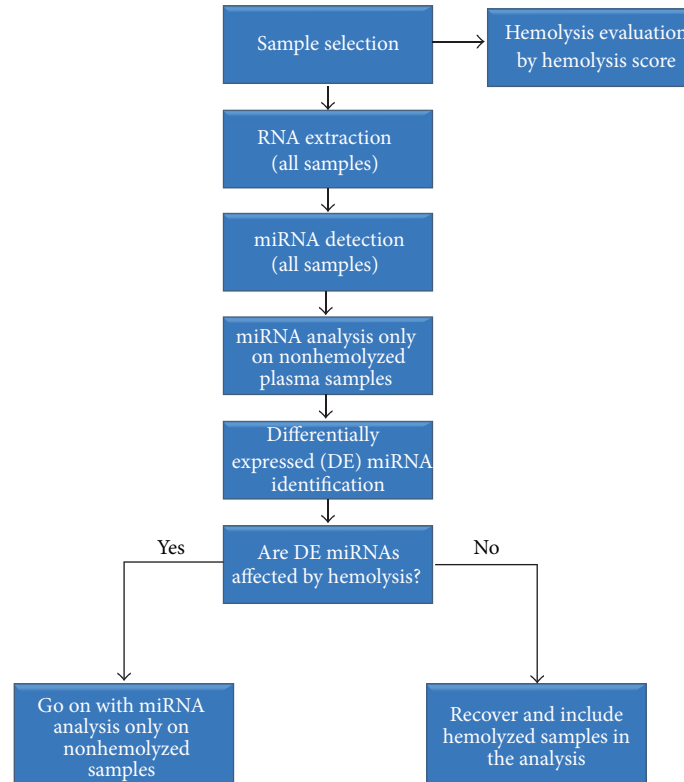 Sample selection
Hemolysis evaluation
by hemolysis score
RNA extraction
(all samples)
miRNA detection
(all samples)
miRNA analysis only
on nonhemolyzed
plasma samples
Differentially
expressed (DE) miRNA
identification
Are DE miRNAs
affected by hemolysis?
Yes
No
Go on with miRNA
analysis only on
nonhemolyzed
samples
Recover and include
hemolyzed samples in
the analysis